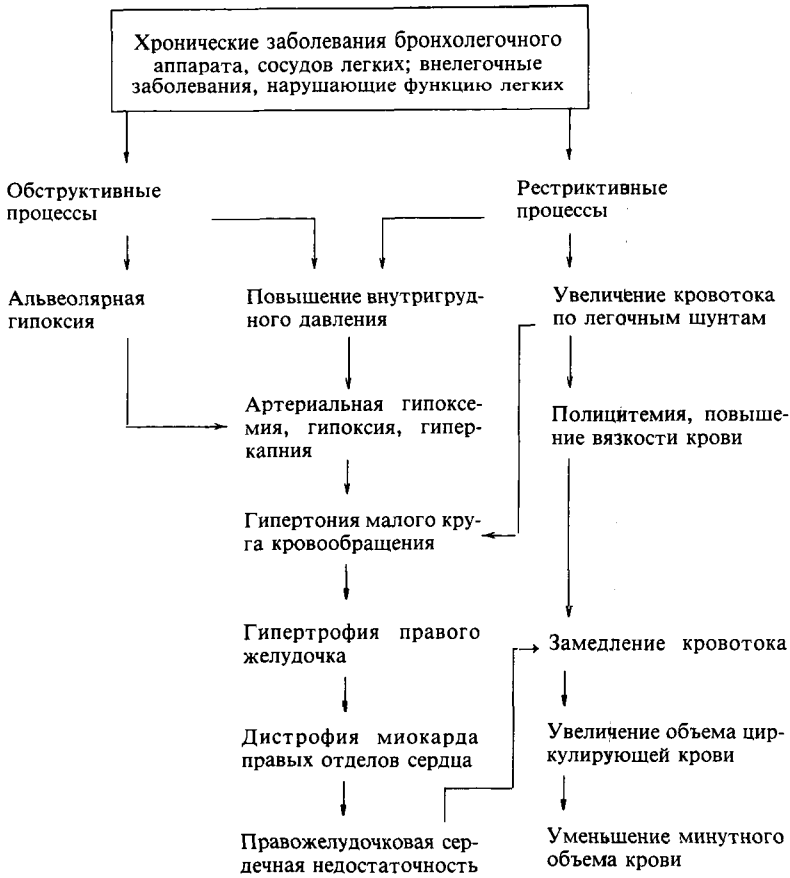 Хронические заболевания бронхолегочного
аппарата, сосудов легких; внелегочные
заболевания, нарушающие функцию легких
Обструктивные
процессы
Рестриктивные
процессы
Альвеолярная
гипоксия
Повышение внутригруд-
ного давления
Увеличение кровотока
по легочным шунтам
Артериальная гипоксе-
мия, гипоксия, гипер-
капния
Полицитемия, повыше-
ние вязкости крови
Гипертония малого кру-
га кровообращения
Гипертрофия правого
желудочка
Замедление кровотока
Дистрофия миокарда
правых отделов сердца
Увеличение объема цир-
кулирующей крови
Правожелудочковая сер-
дечная недостаточность
Уменьшение минутного
объема крови